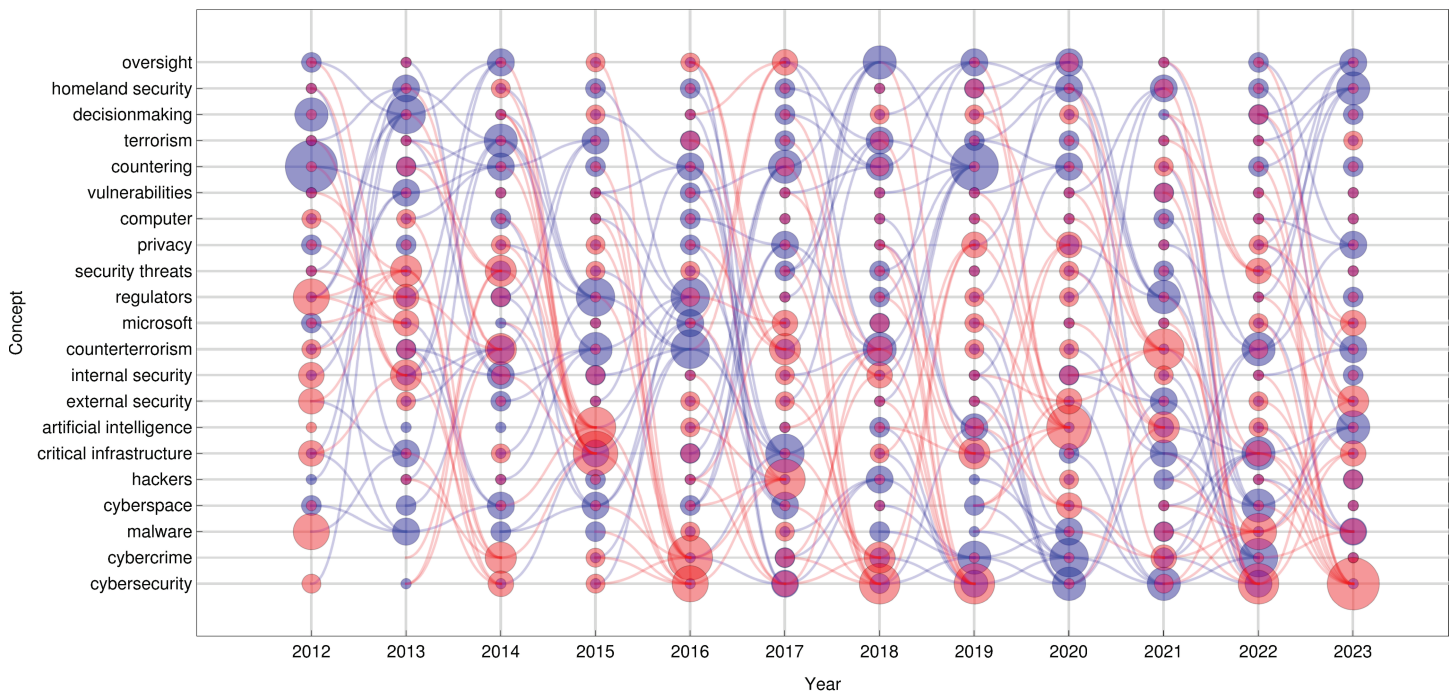 oversight
homeland security
decisionmaking
terrorism
countering
vulnerabilities
computer
privacy
security threats
regulators
microsoft
counterterrorism
internal security
external security
artificial intelligence
critical infrastructure
hackers
cyberspace
malware
cybercrime
cybersecurity
Concept
2012 2013 2014 2015 2016 2017 2018 2019 2020 2021 2022 2023
Year